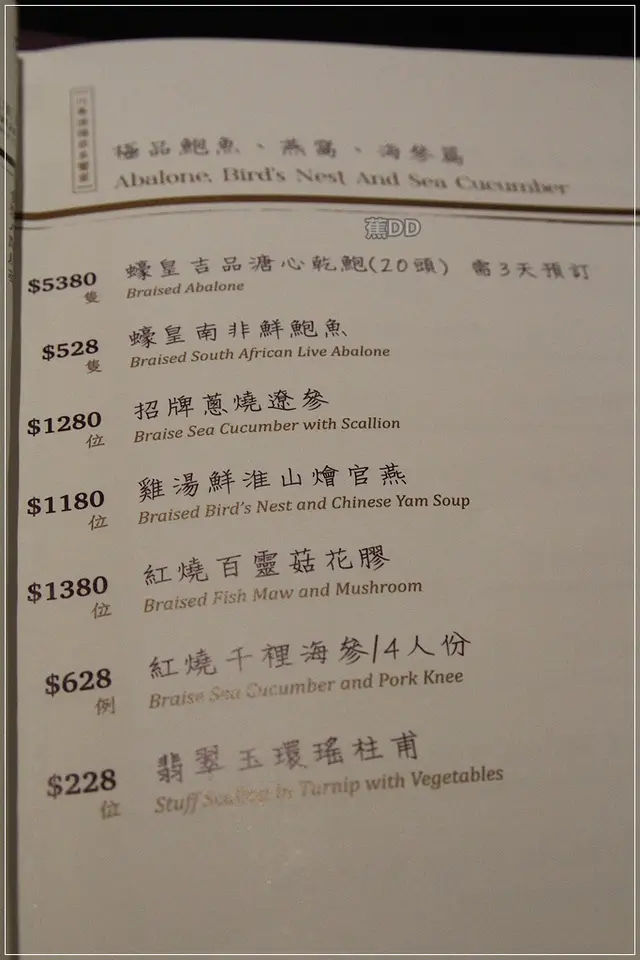 極品鮑魚、燕窩、海參篇
Abalone, Bird's Nest And Sea Cucumber
蕉DD
$5380 蠔皇吉品溏心乾鮑(20頭) 需3天預訂
隻 Braised Abalone
$528 蠔皇南非鮮鮑魚
隻 Braised South African Live Abalone
$1280 招牌蔥燒遼參
位 Braise Sea Cucumber with Scallion
$1180 雞湯鮮淮山燴官燕
位 Braised Bird's Nest and Chinese Yam Soup
$1380 紅燒百靈菇花膠
位 Braised Fish Maw and Mushroom
$628 紅燒千裡海參/4人份
例 Braise Sea Cucumber and Pork Knee
$228 翡翠玉環瑤柱甫
位 Stuff Scallop in Turnip with Vegetables